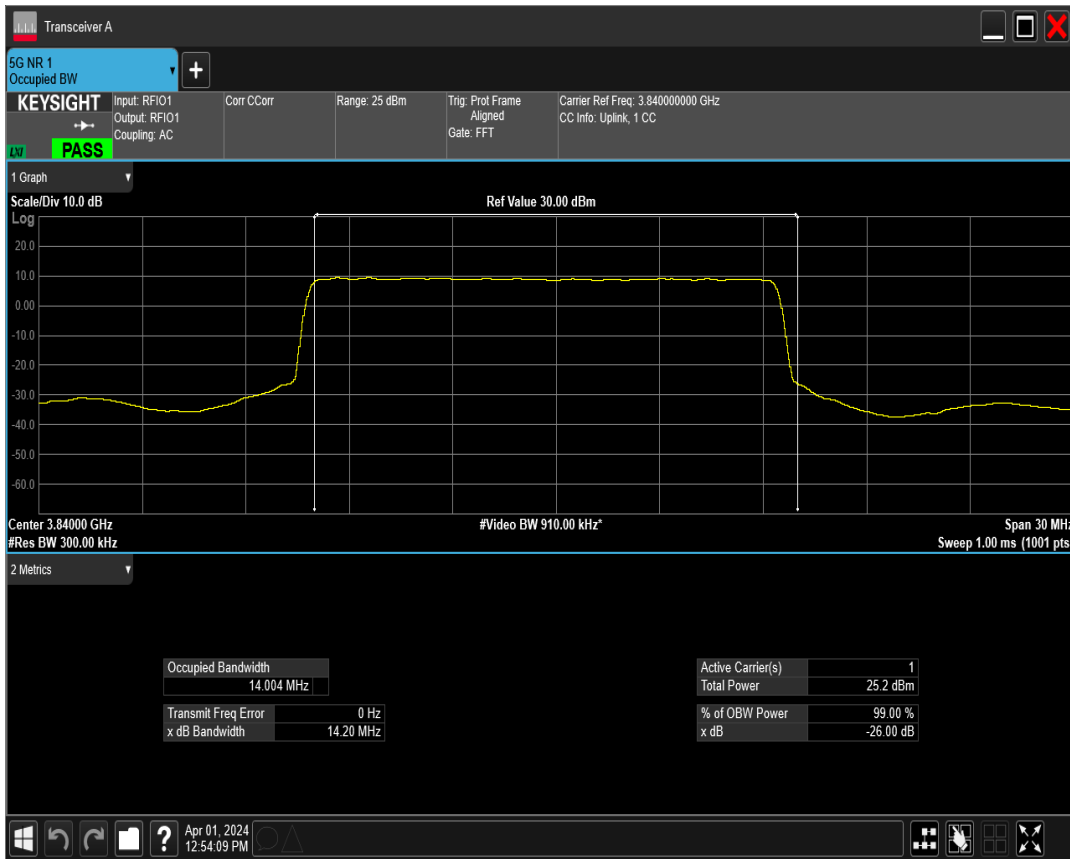 Transceiver A
5G NR 1
Occupied BW
KEYSIGHT
LXI
PASS
Input: RFIO1
Output: RFIO1
Coupling: AC
Corr CCorr
Range: 25 dBm
Trig: Prot Frame
Aligned
Gate: FFT
Carrier Ref Freq: 3.840000000 GHz
CC Info: Uplink, 1 CC
1 Graph
Scale/Div 10.0 dB
Ref Value 30.00 dBm
Log
20.0
10.0
0.00
-10.0
-20.0
-30.0
-40.0
-50.0
-60.0
Center 3.84000 GHz
#Video BW 910.00 kHz*
Span 30 MHz
#Res BW 300.00 kHz
Sweep 1.00 ms (1001 pts
2 Metrics
Occupied Bandwidth
14.004 MHz
Transmit Freq Error 0 Hz
x dB Bandwidth 14.20 MHz
Active Carrier(s) 1
Total Power 25.2 dBm
% of OBW Power 99.00 %
x dB -26.00 dB
Apr 01, 2024
12:54:09 PM